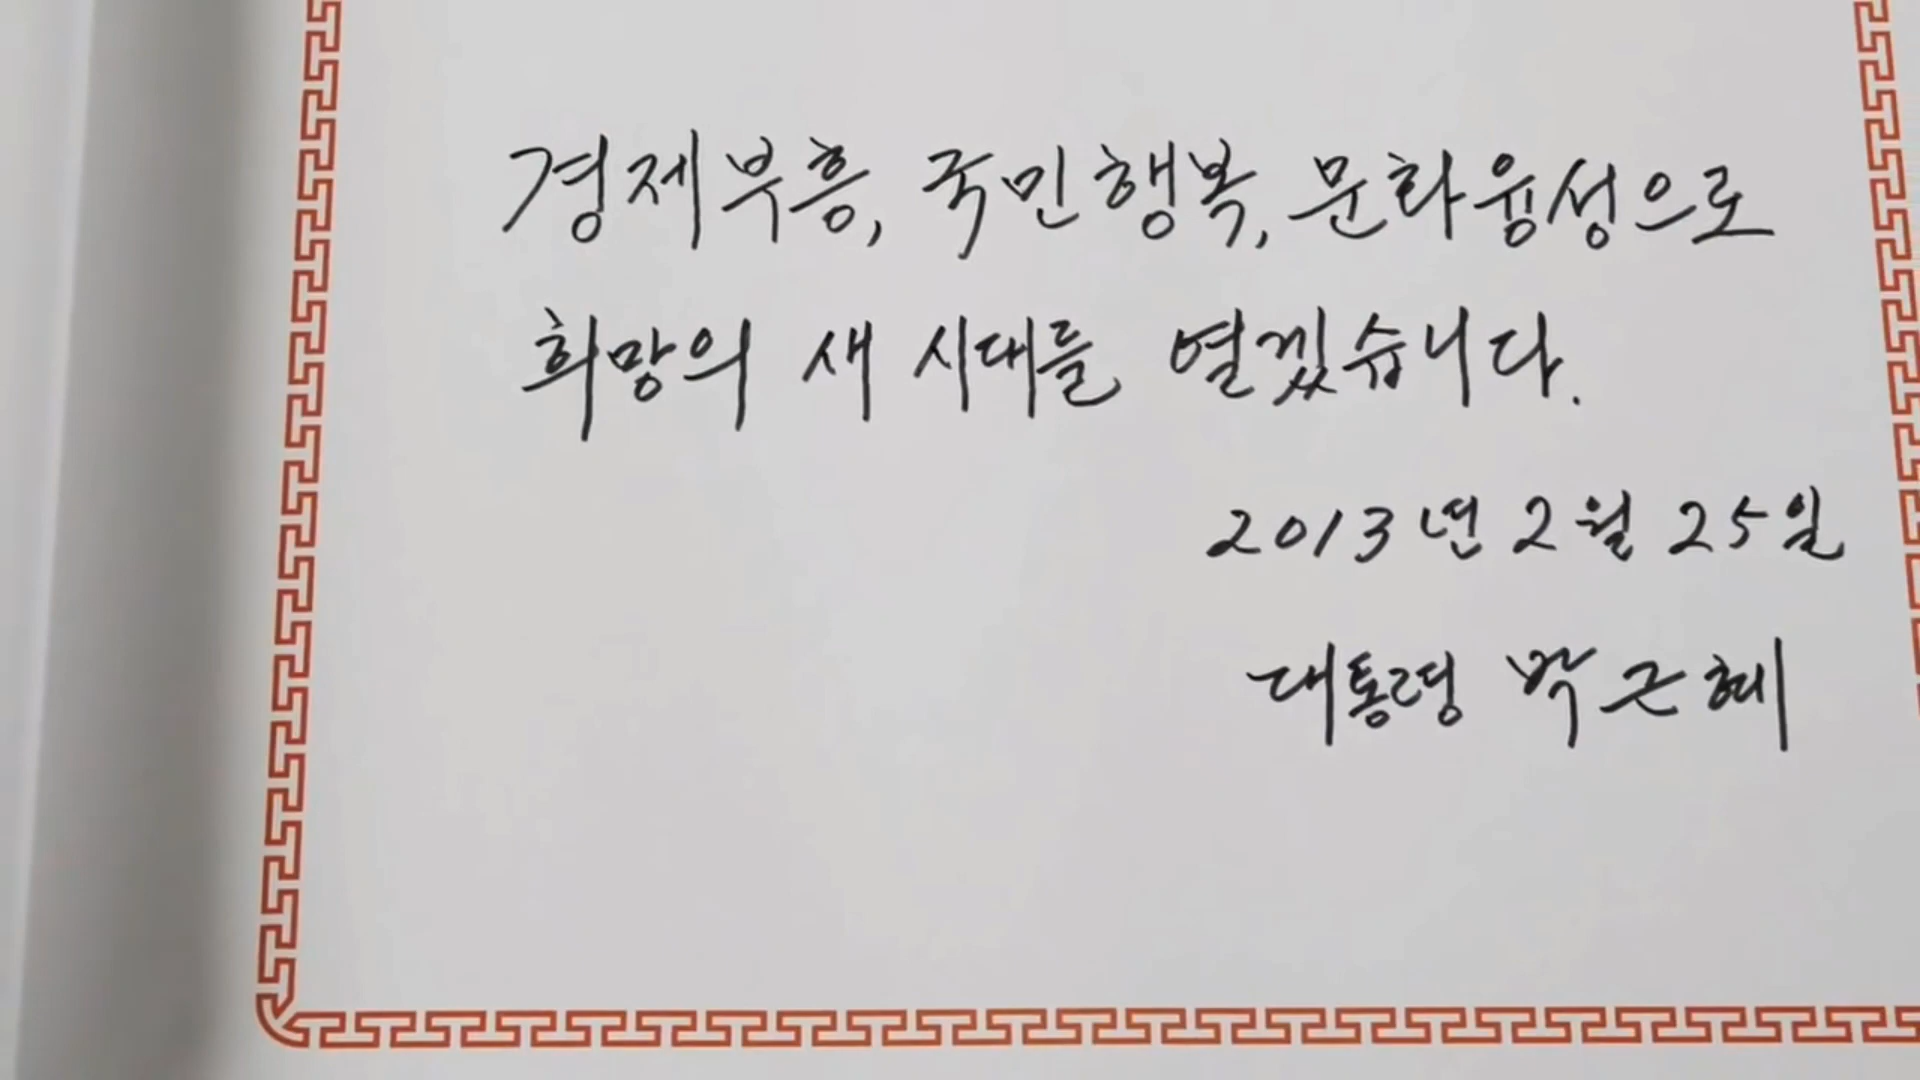 경제부흥, 국민행복, 문화융성으로
희망의 새 시대를 열겠습니다.
2013년 2월 25일
대통령 박근혜